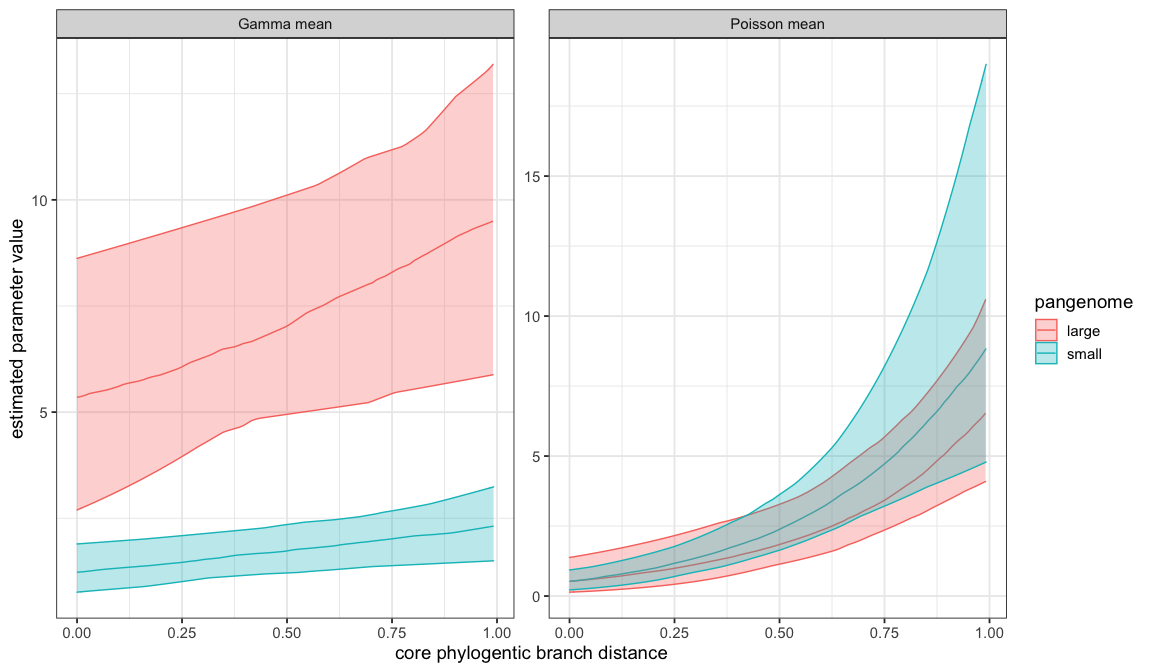 Gamma mean
Poisson mean
estimated parameter value
10
5
15
10
5
0
0.00 0.25 0.50 0.75 1.00
0.00 0.25 0.50 0.75 1.00
core phylogentic branch distance
pangenome
large
small